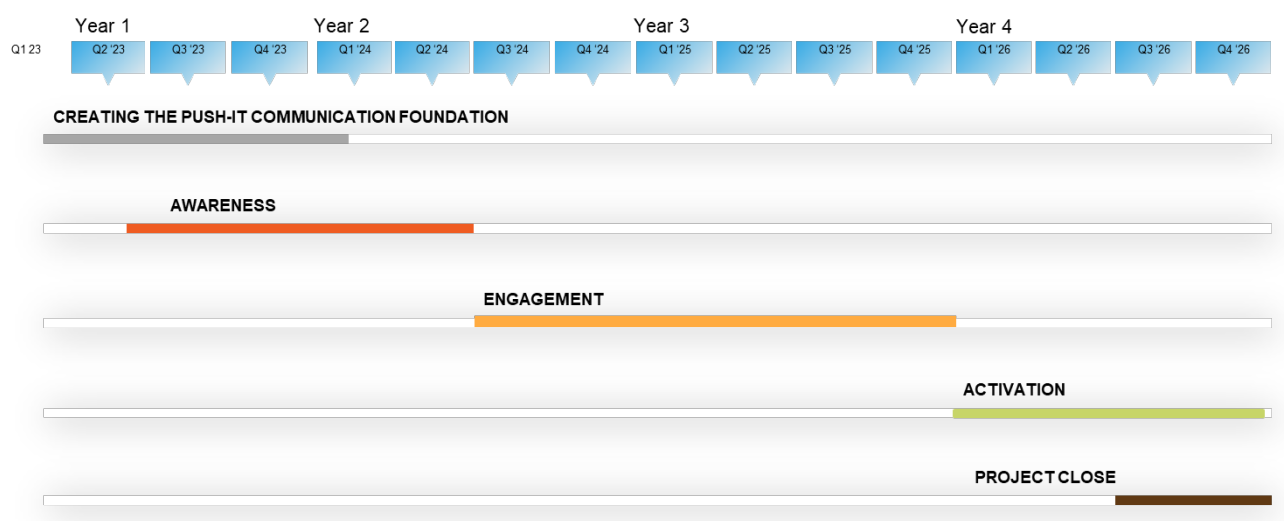 Year 1 Year 2 Year 3 Year 4
Q1 23 Q2 '23 Q3 '23 Q4 '23 Q1 '24 Q2 '24 Q3 '24 Q4 '24 Q1 '25 Q2 '25 Q3 '25 Q4 '25 Q1 '26 Q2 '26 Q3 '26 Q4 '26
CREATING THE PUSH-IT COMMUNICATION FOUNDATION
AWARENESS
ENGAGEMENT
ACTIVATION
PROJECT CLOSE